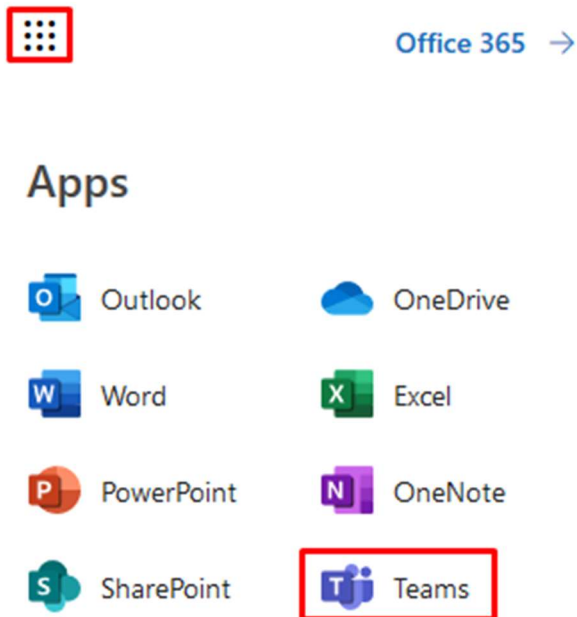 Office 365 →
Apps
Outlook
OneDrive
Word
Excel
PowerPoint
OneNote
SharePoint
Teams